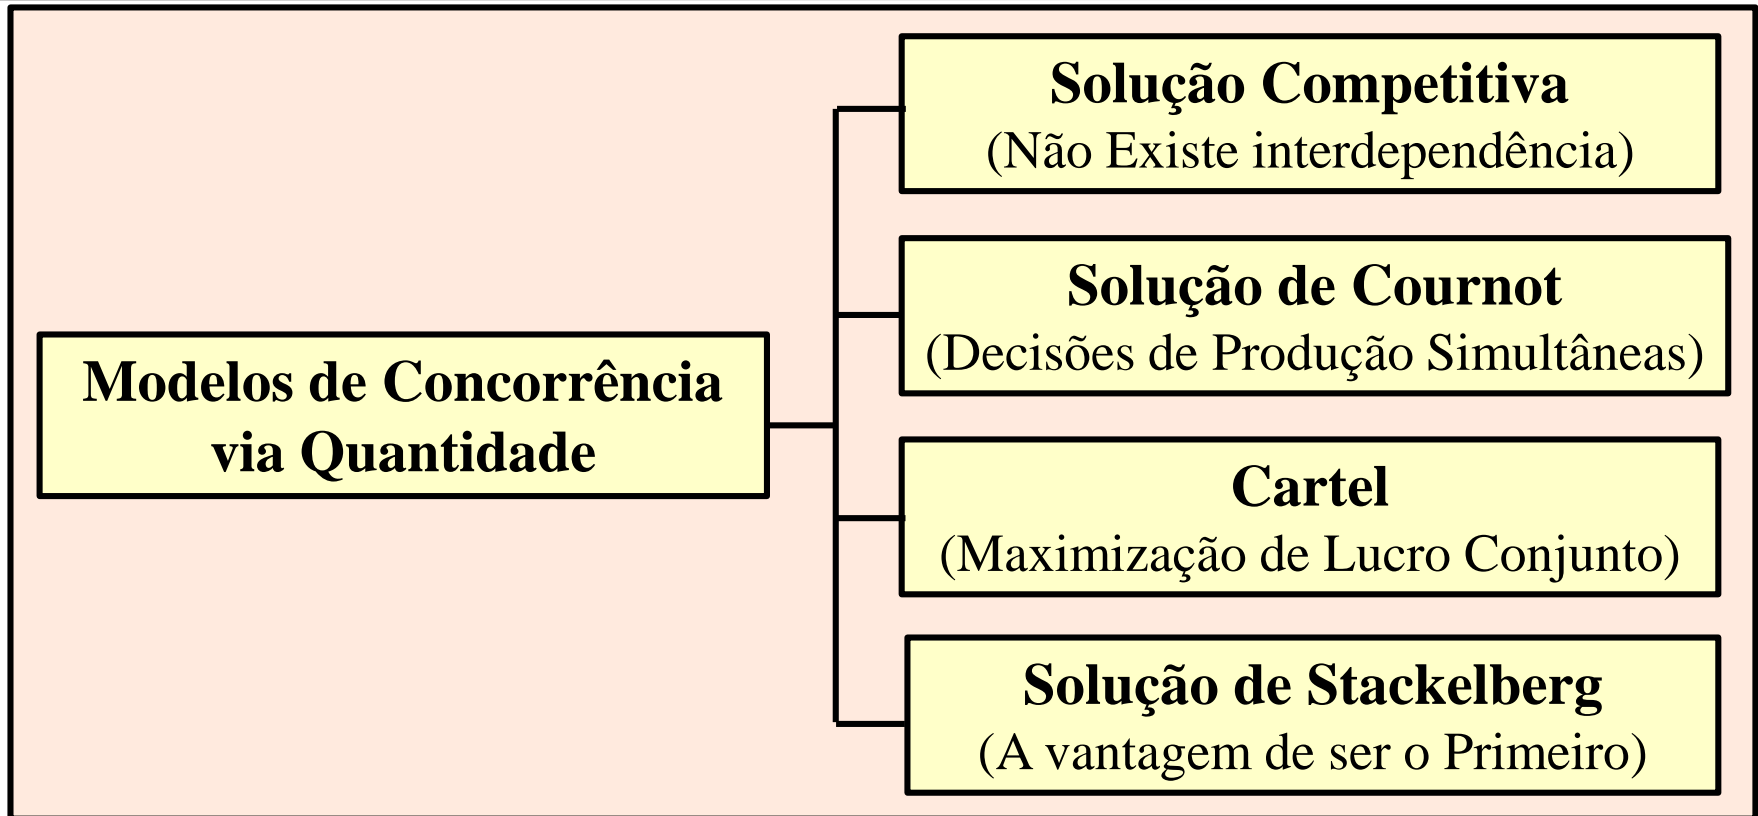 Solução Competitiva
(Não Existe interdependência)
Solução de Cournot
(Decisões de Produção Simultâneas)
Modelos de Concorrência
via Quantidade
Cartel
(Maximização de Lucro Conjunto)
Solução de Stackelberg
(A vantagem de ser o Primeiro)